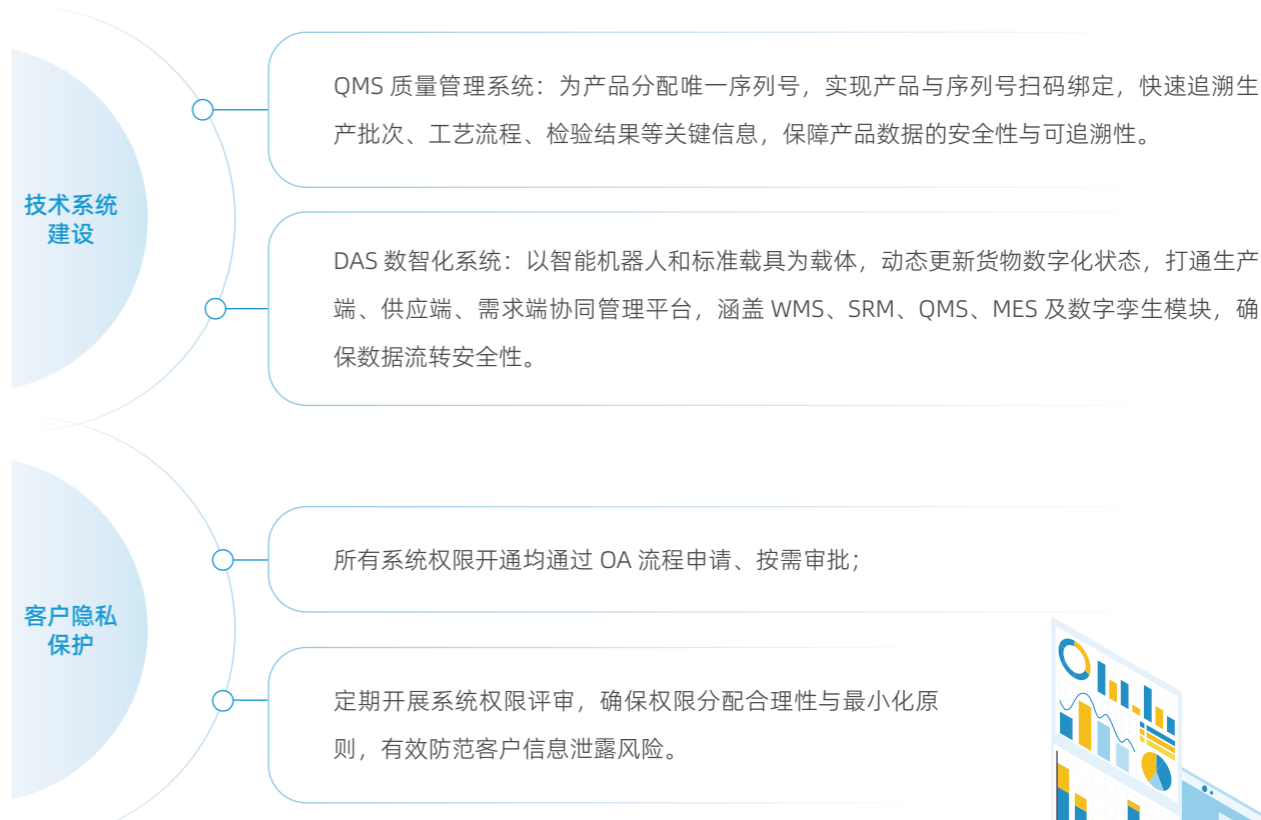 技术系统
建设
QMS 质量管理系统：为产品分配唯一序列号，实现产品与序列号扫码绑定，快速追溯生
产批次、工艺流程、检验结果等关键信息，保障产品数据的安全性与可追溯性。
DAS 数智化系统：以智能机器人和标准载具为载体，动态更新货物数字化状态，打通生产
端、供应端、需求端协同管理平台，涵盖 WMS、SRM、QMS、MES 及数字孪生模块，确
保数据流转安全性。
客户隐私
保护
所有系统权限开通均通过 OA 流程申请、按需审批；
定期开展系统权限评审，确保权限分配合理性与最小化原
则，有效防范客户信息泄露风险。